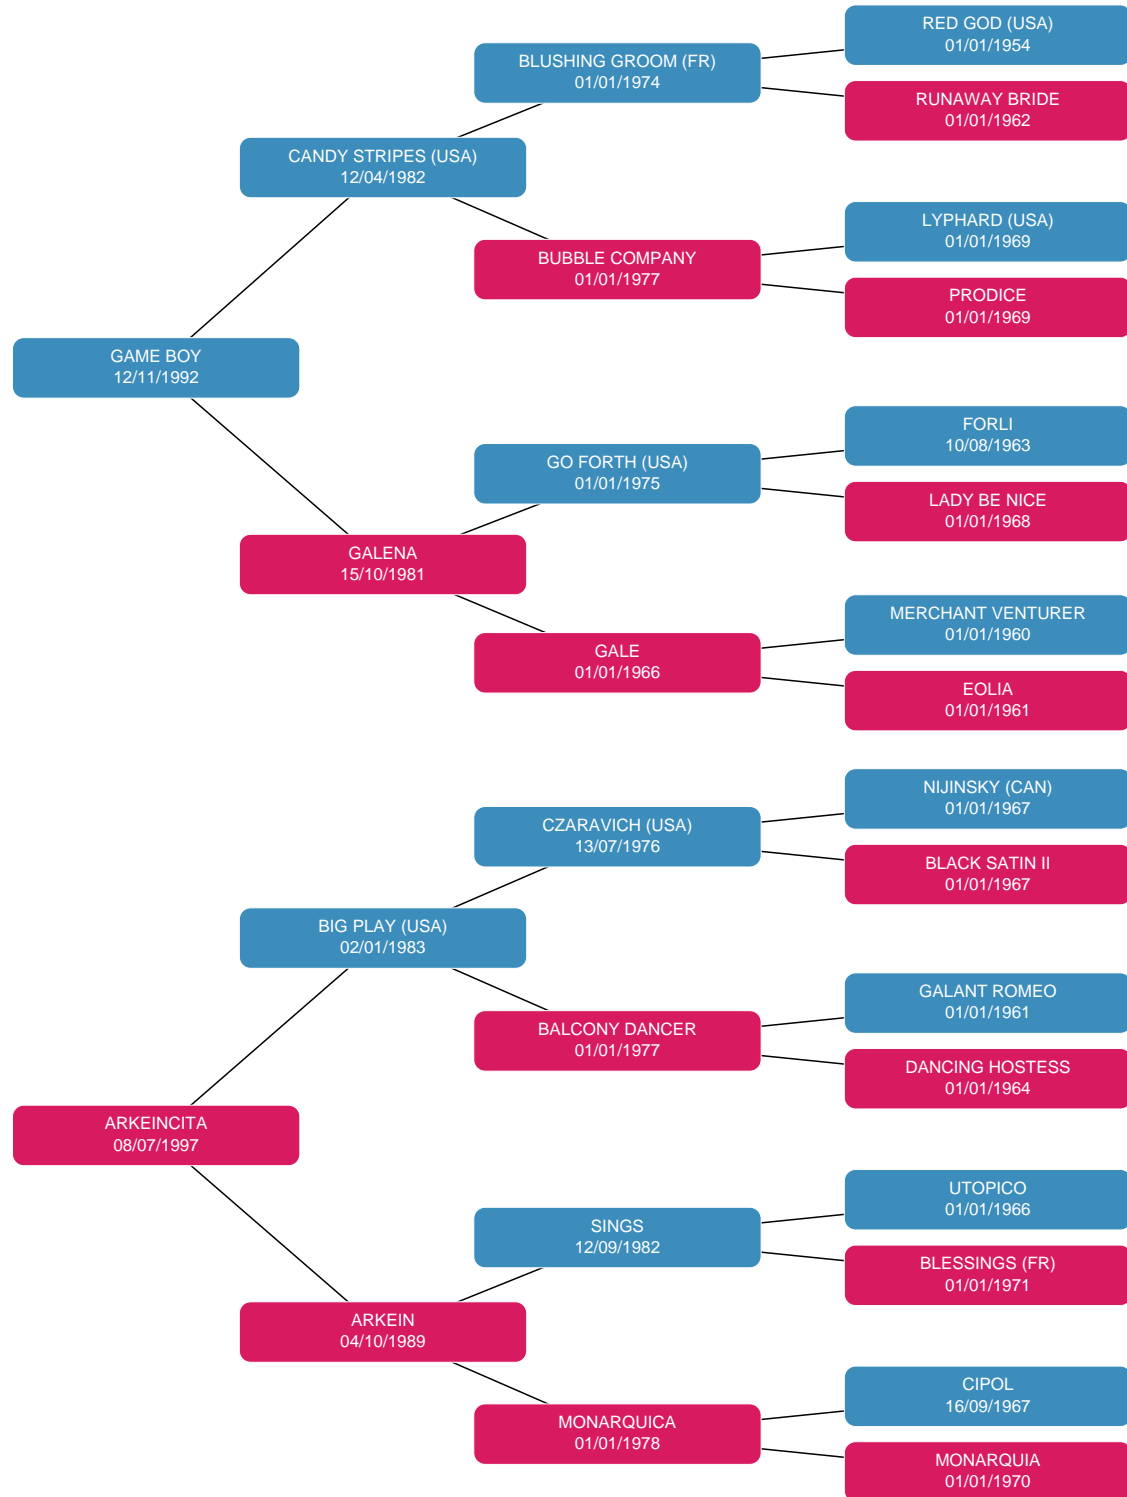 RED GOD (USA)
01/01/1954
BLUSHING GROOM (FR)
01/01/1974
RUNAWAY BRIDE
01/01/1962
CANDY STRIPES (USA)
12/04/1982
LYPHARD (USA)
01/01/1969
BUBBLE COMPANY
01/01/1977
PRODICE
01/01/1969
GAME BOY
12/11/1992
FORLI
10/08/1963
GO FORTH (USA)
01/01/1975
LADY BE NICE
01/01/1968
GALENA
15/10/1981
MERCHANT VENTURER
01/01/1960
GALE
01/01/1966
EOLIA
01/01/1961
NIJINSKY (CAN)
01/01/1967
CZARAVICH (USA)
13/07/1976
BLACK SATIN II
01/01/1967
BIG PLAY (USA)
02/01/1983
GALANT ROMEO
01/01/1961
BALCONY DANCER
01/01/1977
DANCING HOSTESS
01/01/1964
ARKEINCITA
08/07/1997
UTOPICO
01/01/1966
SINGS
12/09/1982
BLESSINGS (FR)
01/01/1971
ARKEIN
04/10/1989
CIPOL
16/09/1967
MONARQUICA
01/01/1978
MONARQUIA
01/01/1970